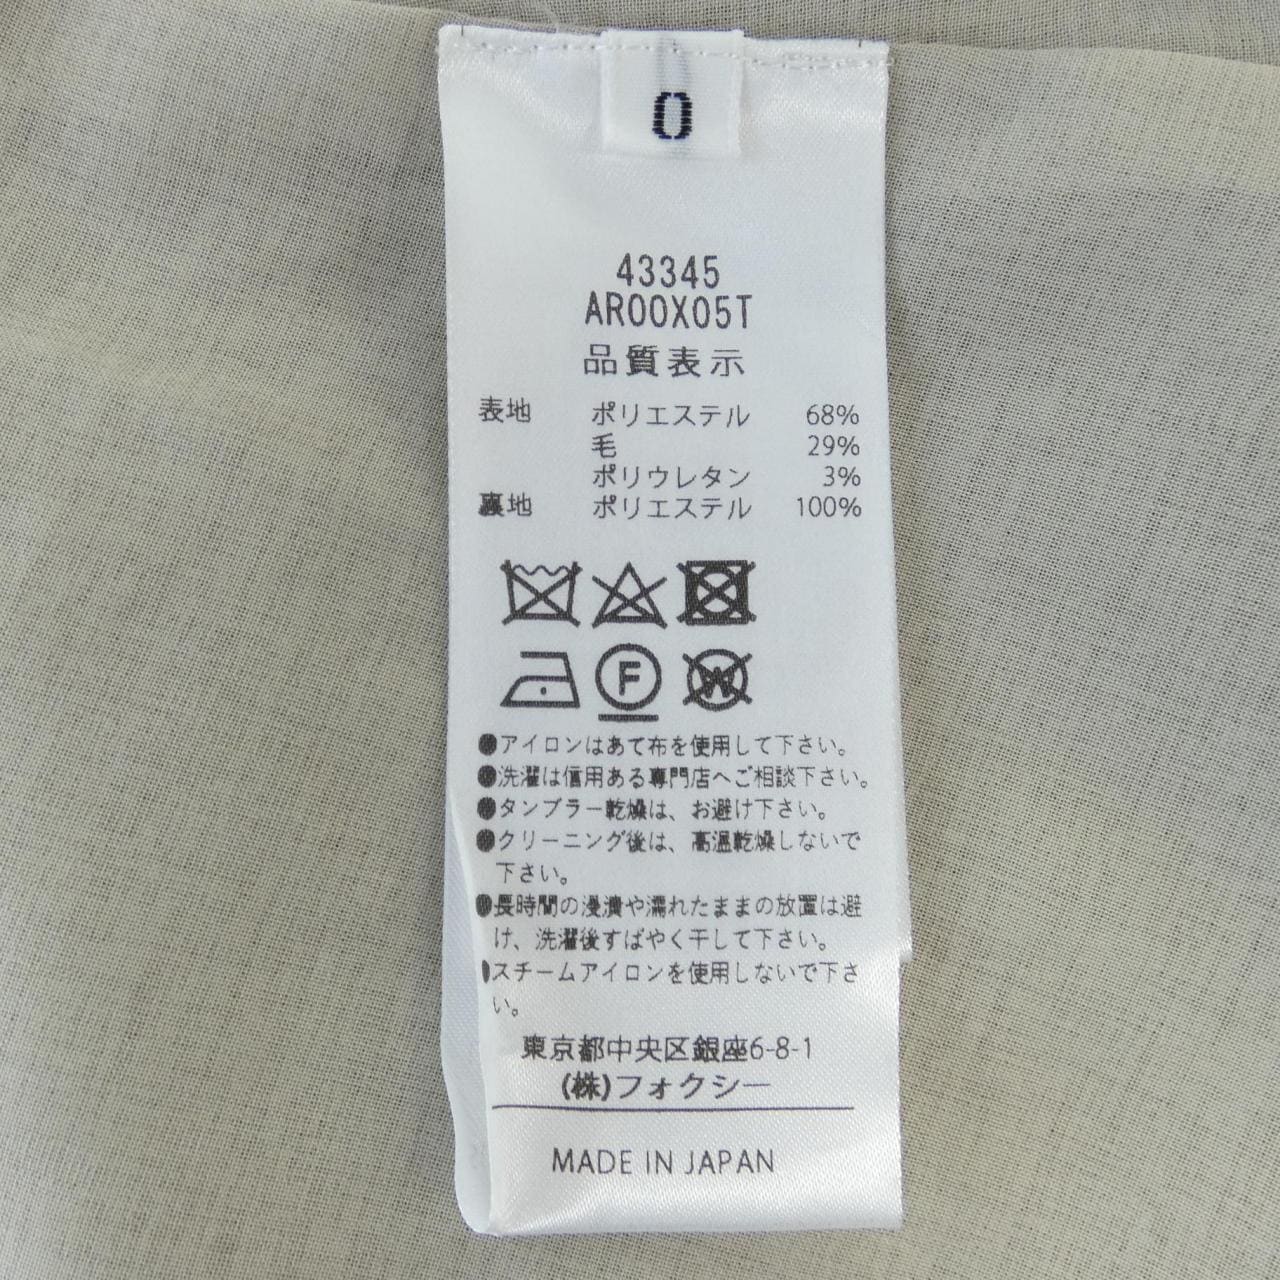 0
43345
AR00X05T
品質表示
表地 ポリエステル 68%
毛 29%
ポリウレタン 3%
裏地 ポリエステル 100%
F
W
●アイロンはあて布を使用して下さい。
●洗濯は信用ある専門店へご相談下さい。
●タンブラー乾燥は、お避け下さい。
●クリーニング後は、高温乾燥しないで
下さい。
●長時間の浸漬や濡れたままの放置は避
け、洗濯後すばやく干して下さい。
●スチームアイロンを使用しないで下さ
い。
東京都中央区銀座6-8-1
(株)フォクシー
MADE IN JAPAN